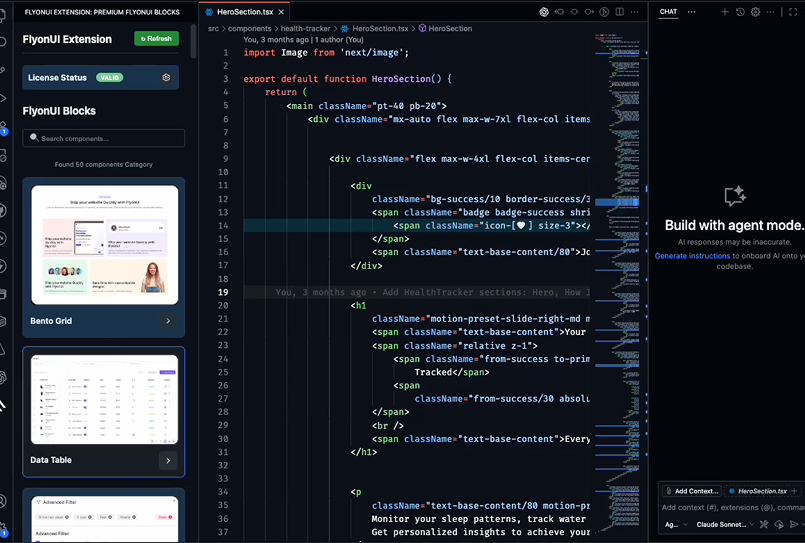 FLYONUI EXTENSION: PREMIUM FLYONUI BLOCKS
FlyonUI Extension
Refresh
License Status VALID
FlyonUI Blocks
Search components...
Found 50 components Category
Ship your website Quickly with FlyonUI
Bento Grid
Data Table
Advanced Filter
HeroSection.tsx
src > components > health-tracker > HeroSection.tsx > HeroSection
You, 3 months ago | 1 author (You)
1 import Image from 'next/image';
2
3 export default function HeroSection() {
4 return (
5 <main className="pt-40 pb-20">
6 <div className="mx-auto flex max-w-7xl flex-col items
7
8
9 <div className="flex max-w-4xl flex-col items-cen
10
11 <div
12 className="bg-success/10 border-success/3
13 <span className="badge badge-success shri
14 <span className="icon-[🤍] size-3"></
15 </span>
16 <span className="text-base-content/80">Jo
17 </div>
18
19 You, 3 months ago • Add HealthTracker sections: Hero, How I
20 <h1
21 className="motion-preset-slide-right-md m
22 <span className="text-base-content">Your
23 <span className="relative z-1">
24 <span className="from-success to-prim
25 Tracked</span>
26 <span
27 className="from-success/30 absolu
28 </span>
29 <br />
30 <span className="text-base-content">Every
31 </h1>
32
33
34 <p
35 className="text-base-content/80 motion-pr
36 Monitor your sleep patterns, track water
37 Get personalized insights to achieve your
CHAT
Build with agent mode.
AI responses may be inaccurate.
Generate instructions to onboard AI onto yo
codebase.
Add Context...
HeroSection.tsx
Add context (#), extensions (@), comma
Ag...
Claude Sonnet...